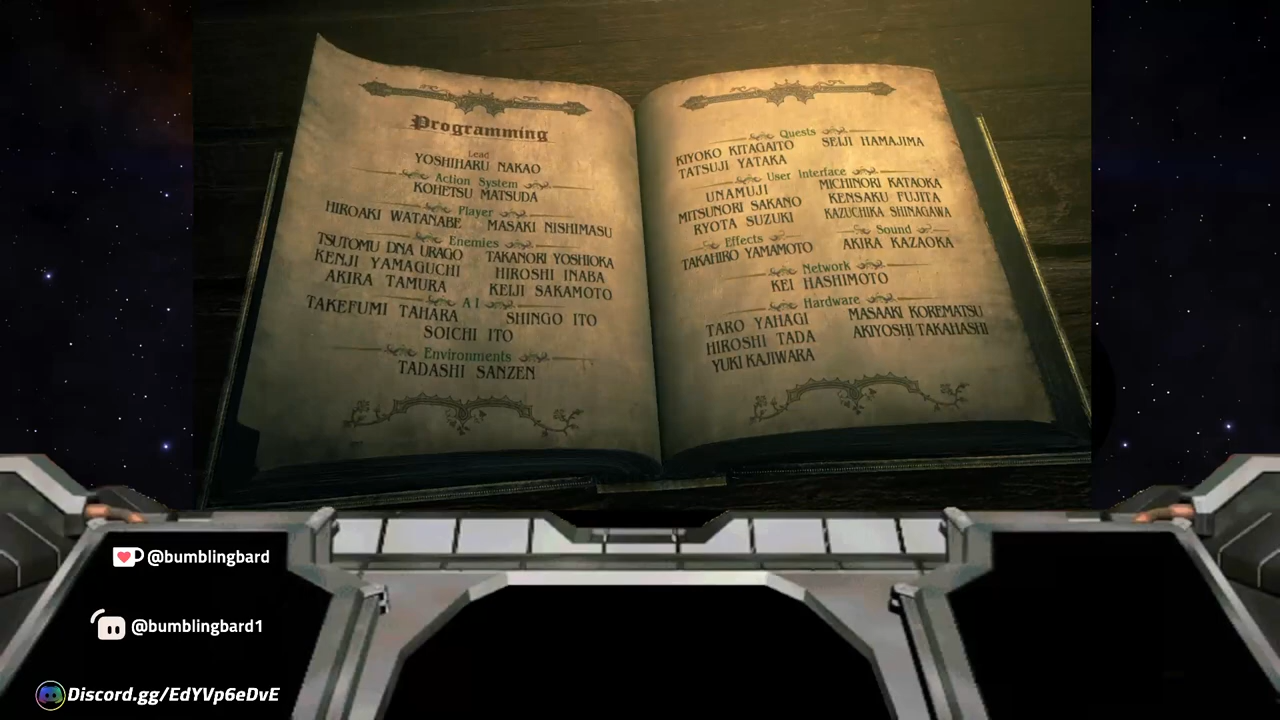 Programming
Lead
YOSHIHARU NAKAO
Action System
KOHETSU MATSUDA
Player
HIROAKI WATANABE MASAKI NISHIMASU
Enemies
TSUTOMU DNA URAGO TAKANORI YOSHIOKA
KENJI YAMAGUCHI HIROSHI INABA
AKIRA TAMURA KEIJI SAKAMOTO
AI
TAKEFUMI TAHARA SHINGO ITO
SOICHI ITO
Environments
TADASHI SANZEN
Quests
KIYOKO KITAGAITO SEIJI HAMAJIMA
TATSUJI YATAKA
User Interface
UNAMUJI MICHINORI KATAOKA
MITSUNORI SAKANO KENSAKU FUJITA
RYOTA SUZUKI KAZUCHIKA SHINAGAWA
Effects Sound
TAKAHIRO YAMAMOTO AKIRA KAZAOKA
Network
KEI HASHIMOTO
Hardware
TARO YAHAGI MASAAKI KOREMATSU
HIROSHI TADA AKIYOSHI TAKAHASHI
YUKI KAJIWARA
@bumblingbard
@bumblingbard1
Discord.gg/EdYVp6eDvE